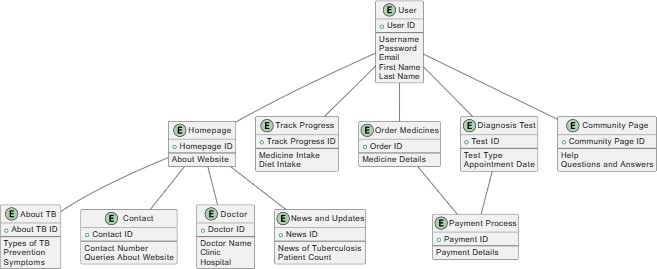 E User
User ID
Username
Password
Email
First Name
Last Name
E Homepage
Homepage ID
About Website
E Track Progress
Track Progress ID
Medicine Intake
Diet Intake
E Order Medicines
Order ID
Medicine Details
E Diagnosis Test
Test ID
Test Type
Appointment Date
E Community Page
Community Page ID
Help
Questions and Answers
E About TB
About TB ID
Types of TB
Prevention
Symptoms
E Contact
Contact ID
Contact Number
Queries About Website
E Doctor
Doctor ID
Doctor Name
Clinic
Hospital
E News and Updates
News ID
News of Tuberculosis
Patient Count
E Payment Process
Payment ID
Payment Details